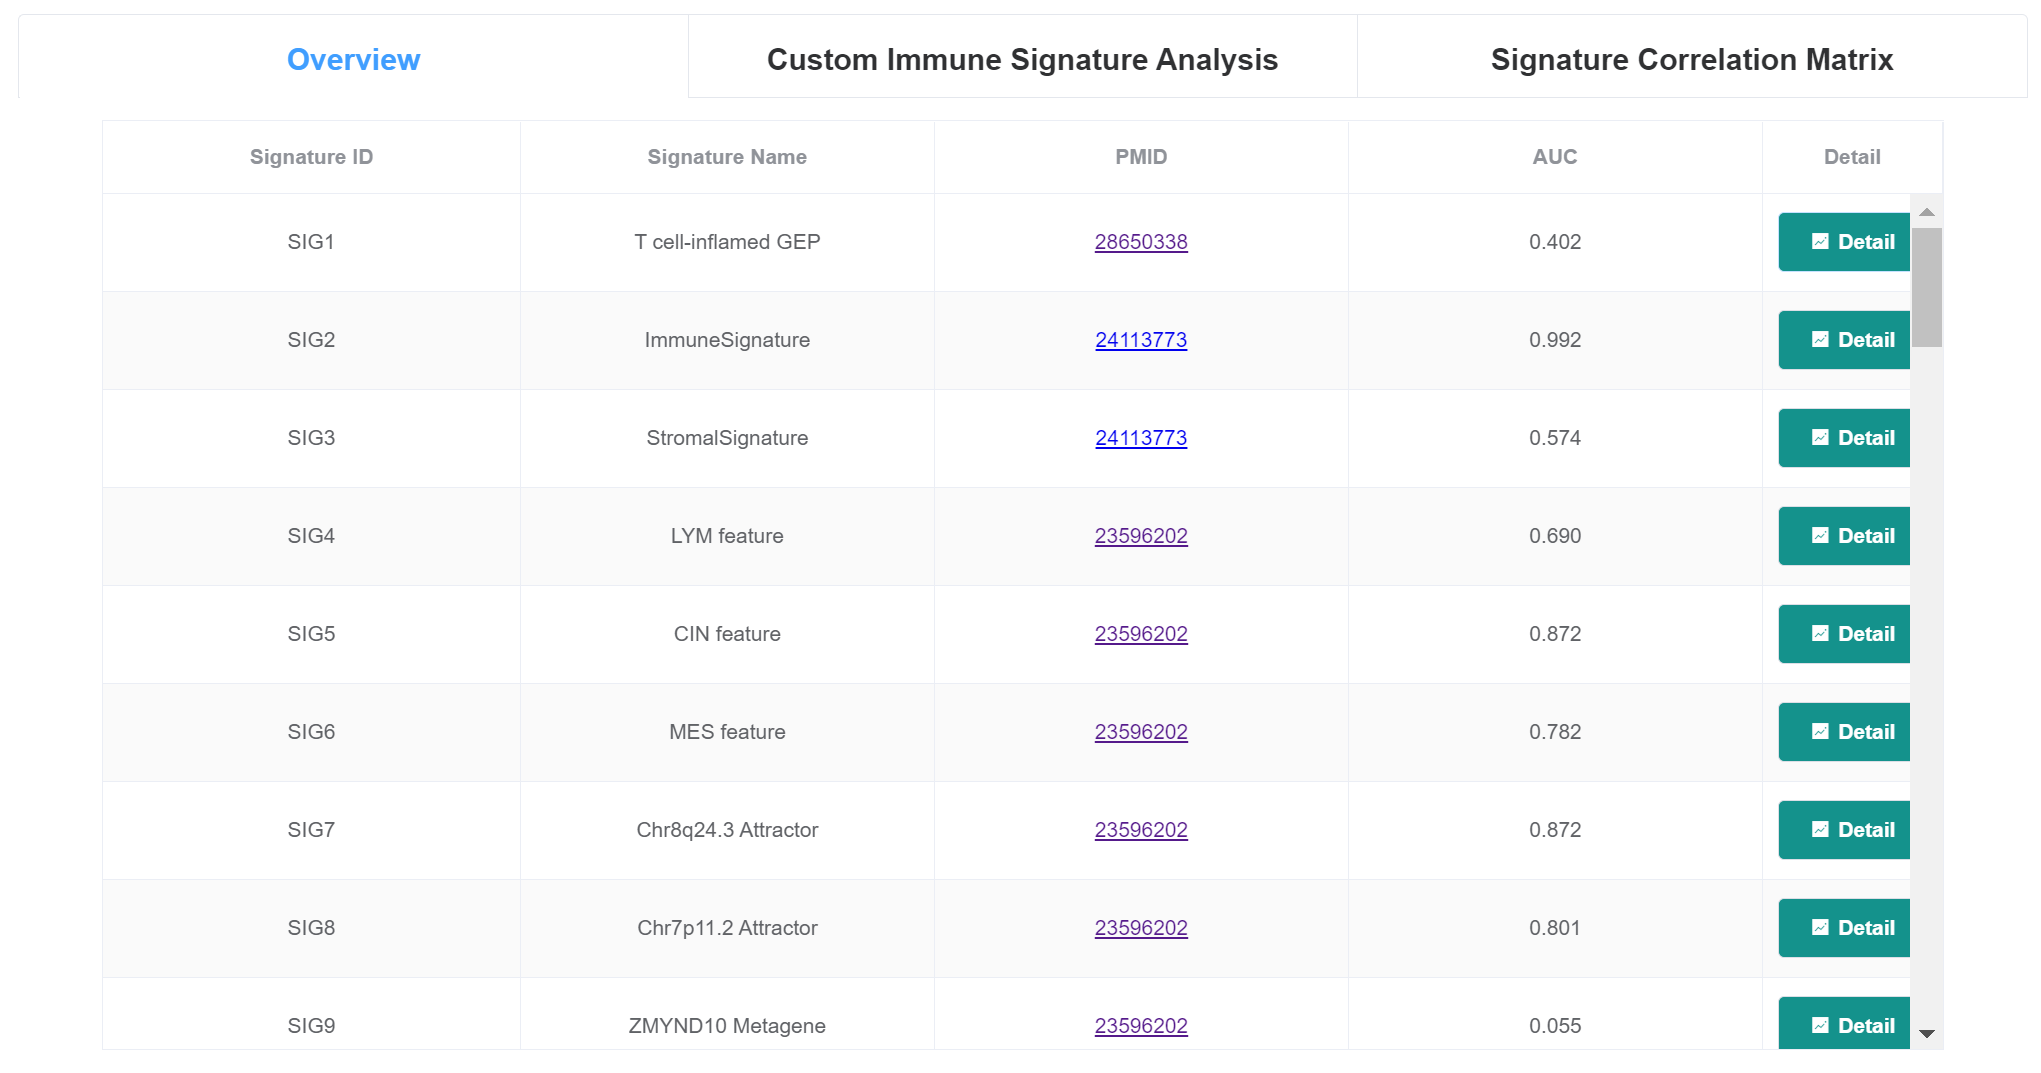 Overview Custom Immune Signature Analysis Signature Correlation Matrix
Signature ID Signature Name PMID AUC Detail
SIG1 T cell-inflamed GEP 28650338 0.402 Detail
SIG2 ImmuneSignature 24113773 0.992 Detail
SIG3 StromalSignature 24113773 0.574 Detail
SIG4 LYM feature 23596202 0.690 Detail
SIG5 CIN feature 23596202 0.872 Detail
SIG6 MES feature 23596202 0.782 Detail
SIG7 Chr8q24.3 Attractor 23596202 0.872 Detail
SIG8 Chr7p11.2 Attractor 23596202 0.801 Detail
SIG9 ZMYND10 Metagene 23596202 0.055 Detail